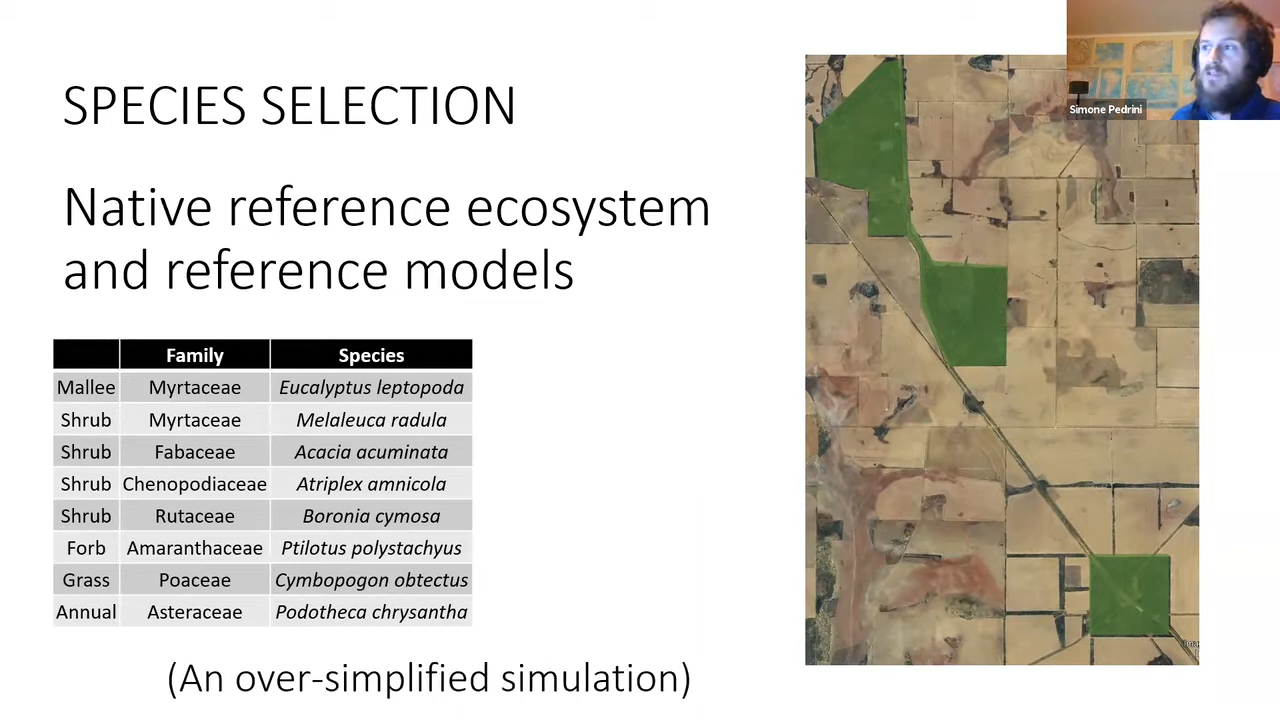 SPECIES SELECTION
Simone Pedrini
Native reference ecosystem
and reference models
Family Species
Mallee Myrtaceae Eucalyptus leptopoda
Shrub Myrtaceae Melaleuca radula
Shrub Fabaceae Acacia acuminata
Shrub Chenopodiaceae Atriplex amnicola
Shrub Rutaceae Boronia cymosa
Forb Amaranthaceae Ptilotus polystachyus
Grass Poaceae Cymbopogon obtectus
Annual Asteraceae Podotheca chrysantha
(An over-simplified simulation)